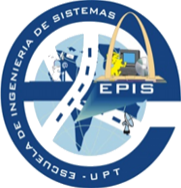 ESCUELA DE INGENIERIA DE SISTEMAS
EPIS
- UPT